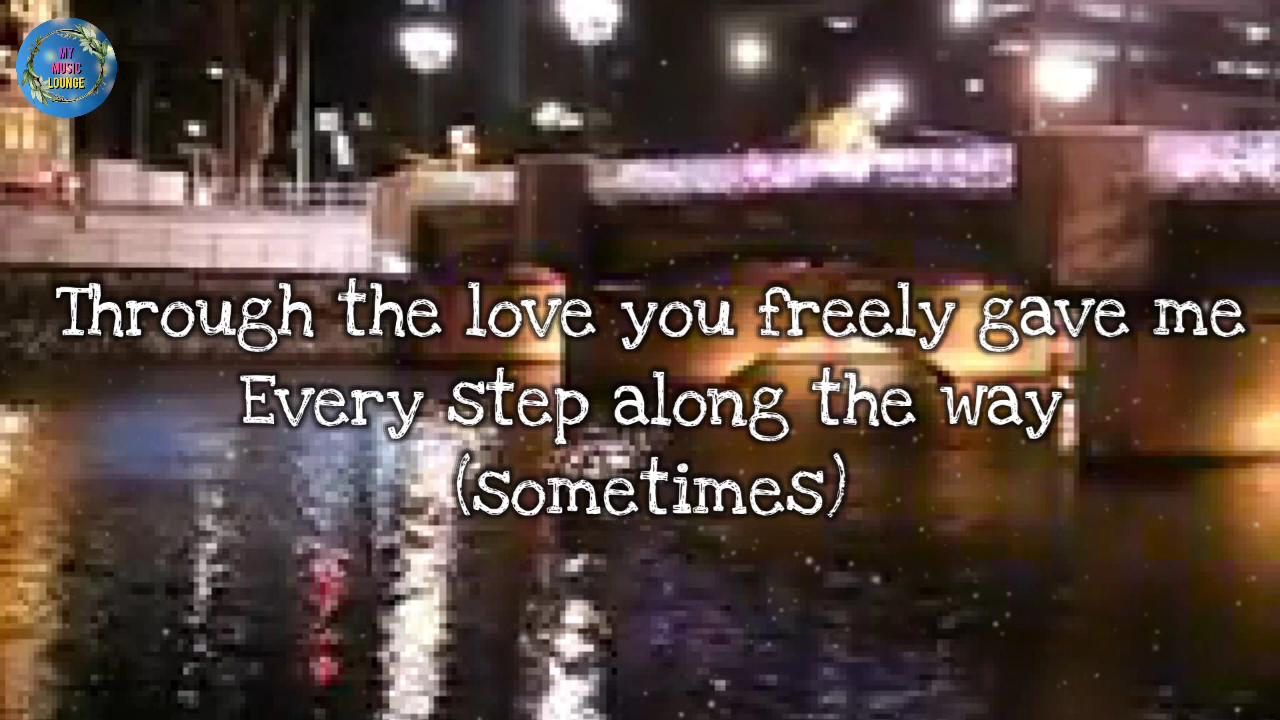 MY
MUSIC
LOUNGE
Through the love you freely gave me
Every step along the way
(sometimes)